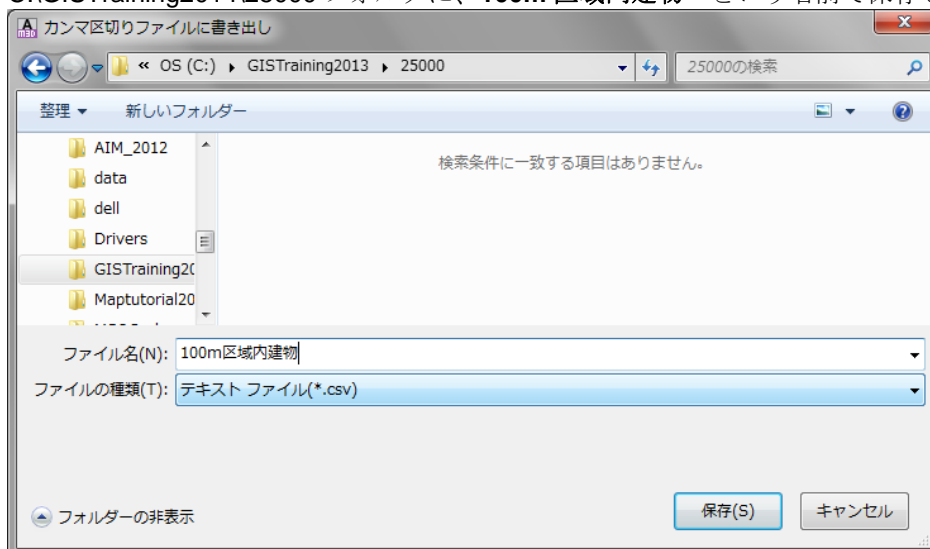 カンマ区切りファイルに書き出し
« OS (C:) ▸ GISTraining2013 ▸ 25000
25000の検索
整理 ▼ 新しいフォルダー
AIM_2012
data
dell
Drivers
GISTraining20
Maptutorial20
検索条件に一致する項目はありません。
ファイル名(N): 100m区域内建物
ファイルの種類(T): テキスト ファイル(*.csv)
フォルダーの非表示
保存(S) キャンセル